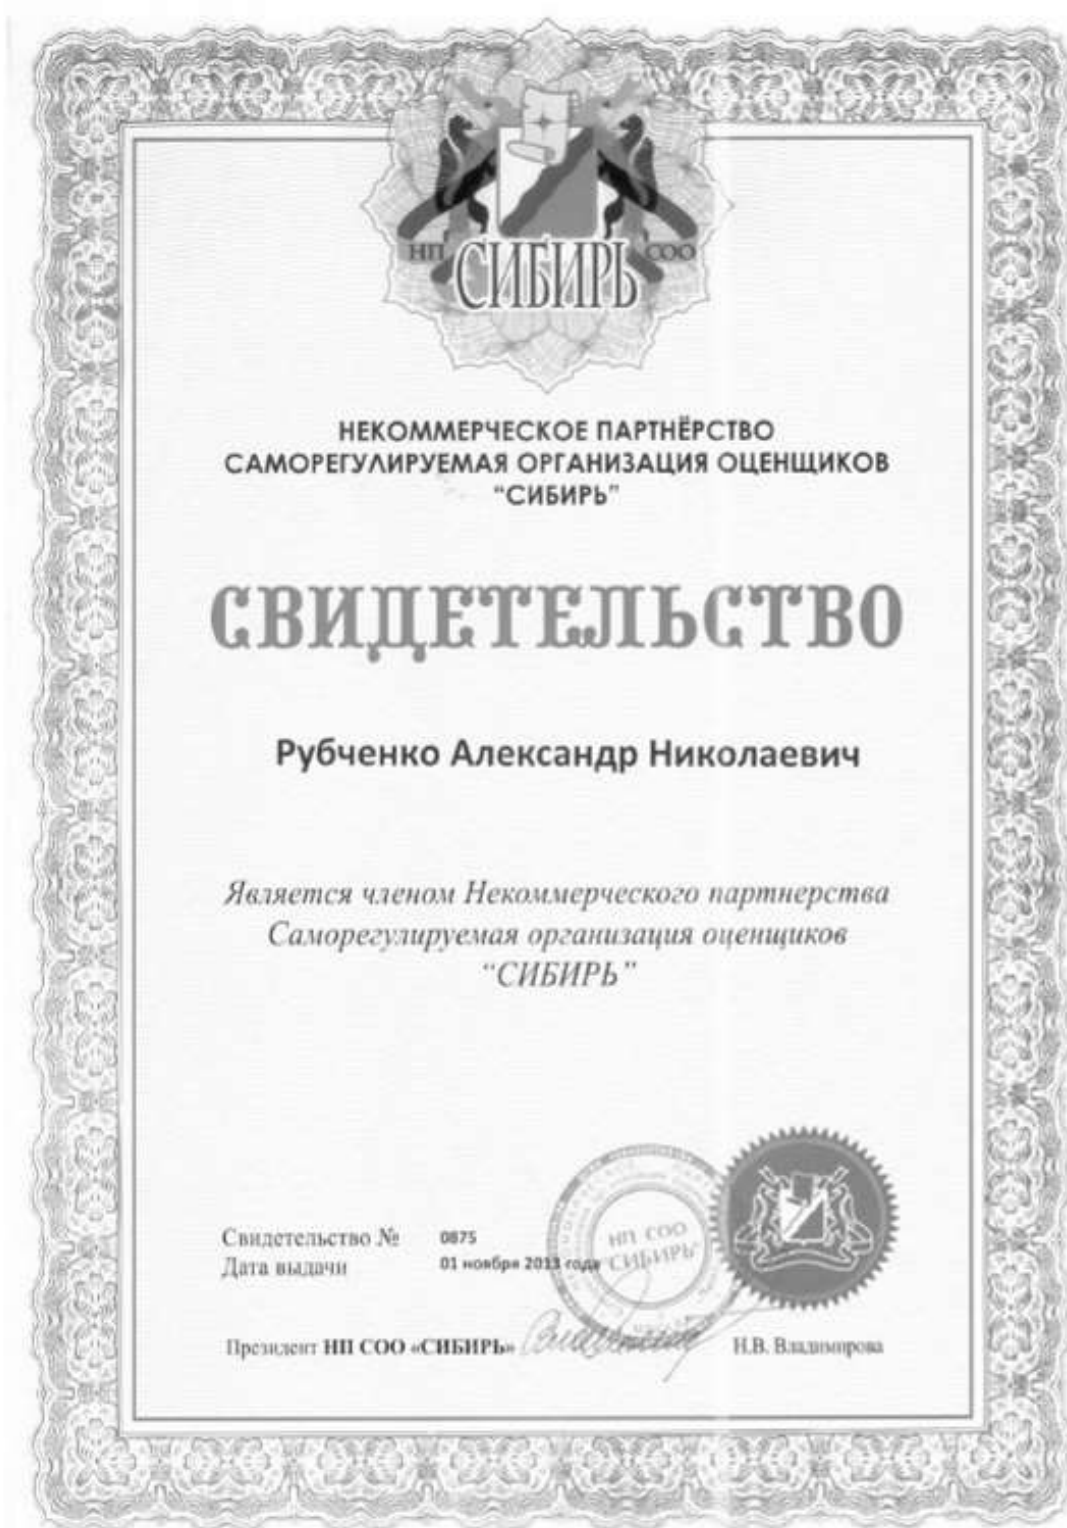 НП СИБИРЬ СОО
НЕКОММЕРЧЕСКОЕ ПАРТНЁРСТВО
САМОРЕГУЛИРУЕМАЯ ОРГАНИЗАЦИЯ ОЦЕНЩИКОВ
“СИБИРЬ”
СВИДЕТЕЛЬСТВО
Рубченко Александр Николаевич
Является членом Некоммерческого партнерства
Саморегулируемая организация оценщиков
“СИБИРЬ”
Свидетельство № 0875
Дата выдачи 01 ноября 2013 года
НП СОО
"СИБИРЬ"
Президент НП СОО «СИБИРЬ» Н.В. Владимирова